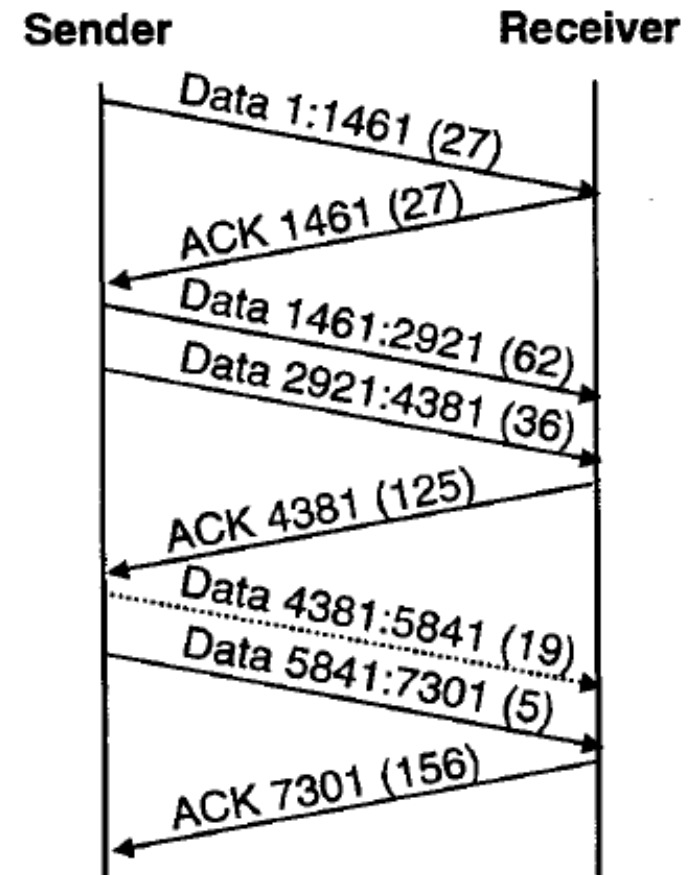 Sender
Receiver
Data 1:1461 (27)
ACK 1461 (27)
Data 1461:2921 (62)
Data 2921:4381 (36)
ACK 4381 (125)
Data 4381:5841 (19)
Data 5841:7301 (5)
ACK 7301 (156)